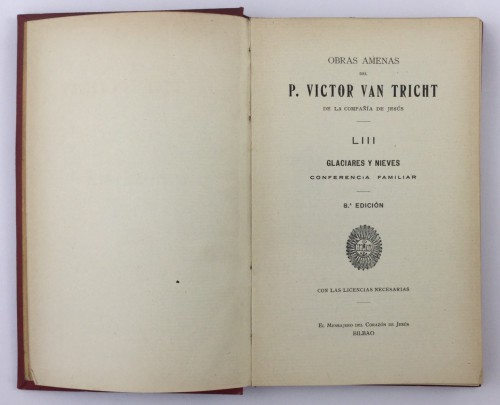 OBRAS AMENAS
DEL
P. VICTOR VAN TRICHT
DE LA COMPAÑÍA DE JESÚS
LIII
GLACIARES Y NIEVES
CONFERENCIA FAMILIAR
8.ª EDICIÓN
CON LAS LICENCIAS NECESARIAS
EL MENSAJERO DEL CORAZÓN DE JESÚS
BILBAO